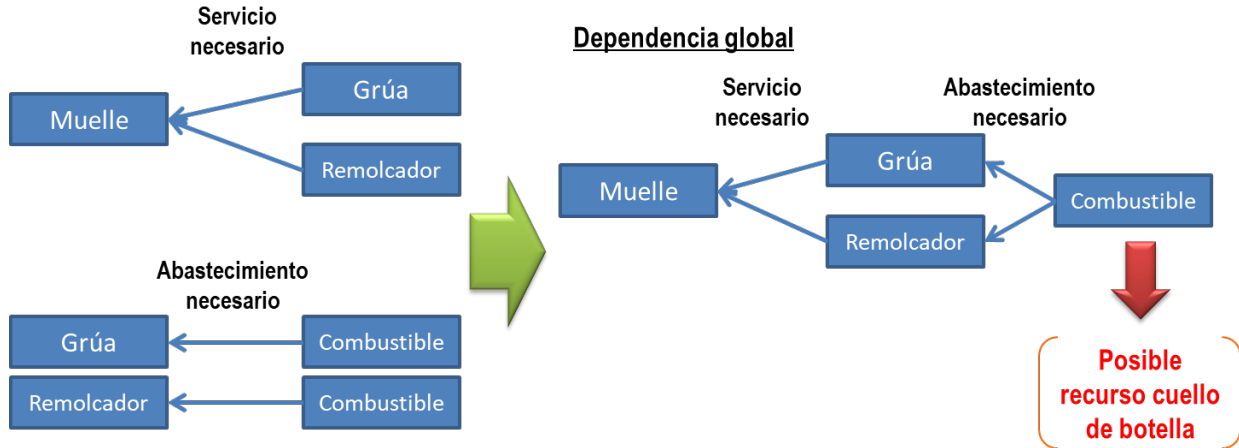 Servicio
necesario
Muelle
Grúa
Remolcador
Abastecimiento
necesario
Grúa
Combustible
Remolcador
Combustible
Dependencia global
Servicio
necesario
Abastecimiento
necesario
Muelle
Grúa
Remolcador
Combustible
Posible
recurso cuello
de botella